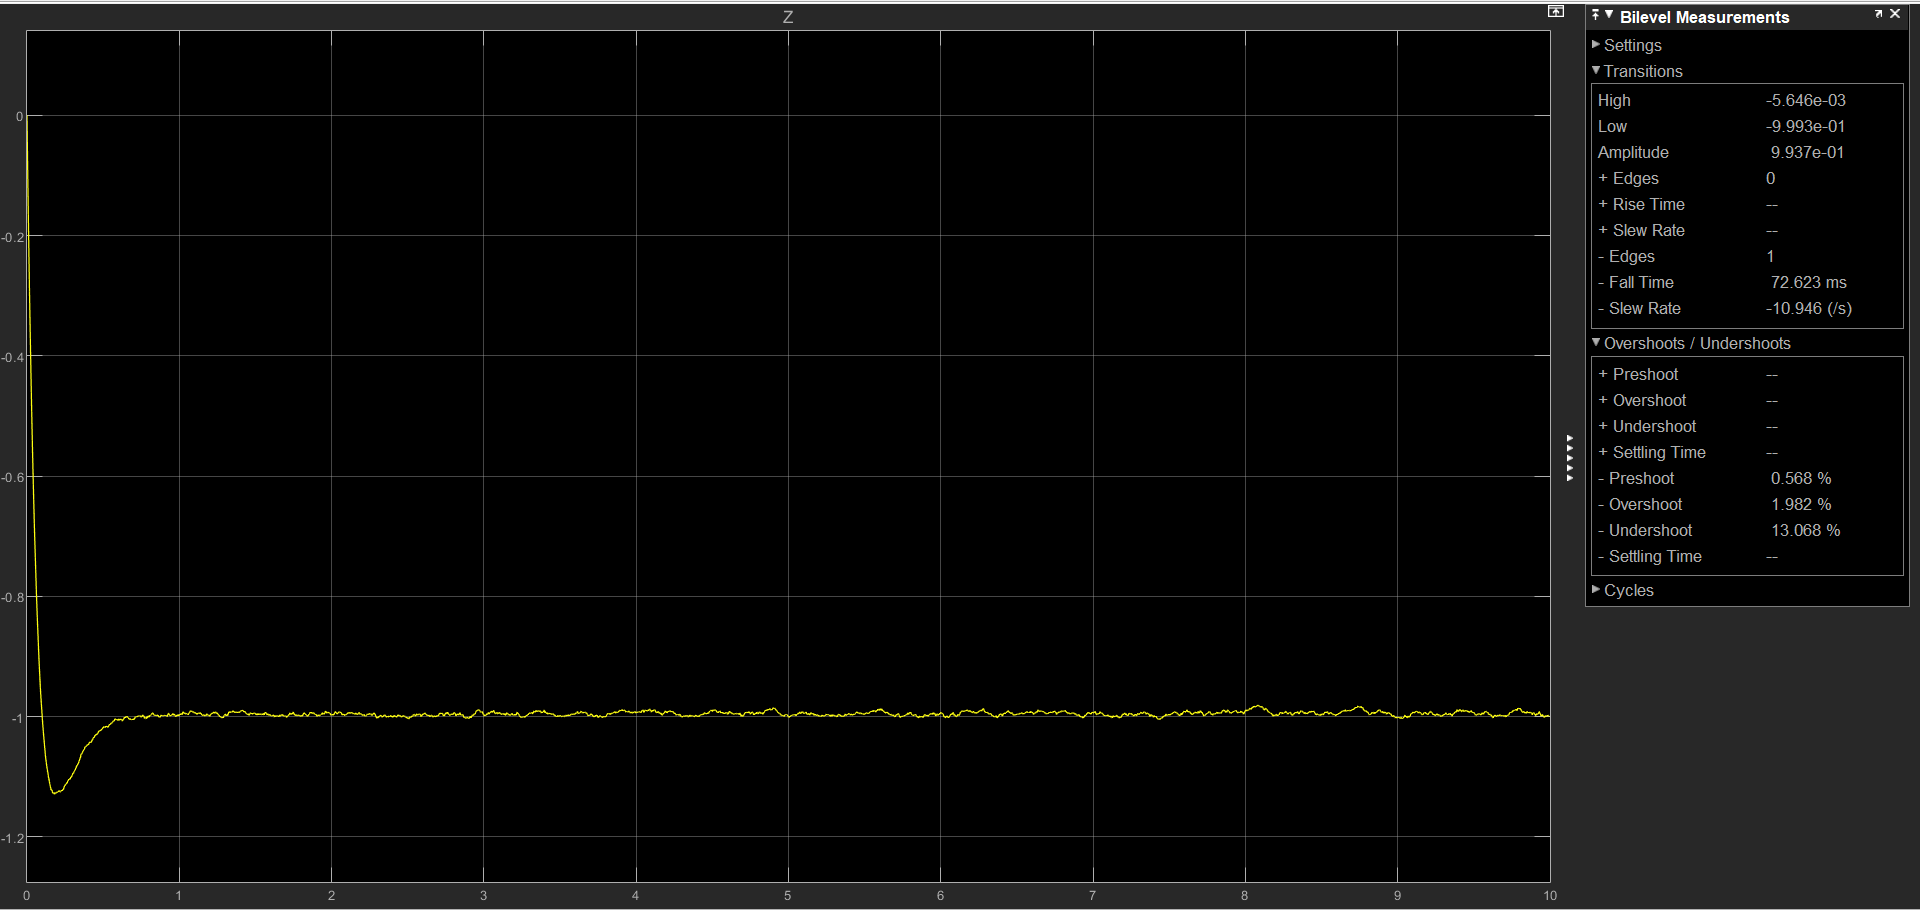 Z
0
-0.2
-0.4
-0.6
-0.8
-1
-1.2
0 1 2 3 4 5 6 7 8 9 10
Bilevel Measurements
Settings
Transitions
High -5.646e-03
Low -9.993e-01
Amplitude 9.937e-01
+ Edges 0
+ Rise Time --
+ Slew Rate --
- Edges 1
- Fall Time 72.623 ms
- Slew Rate -10.946 (/s)
Overshoots / Undershoots
+ Preshoot --
+ Overshoot --
+ Undershoot --
+ Settling Time --
- Preshoot 0.568 %
- Overshoot 1.982 %
- Undershoot 13.068 %
- Settling Time --
Cycles